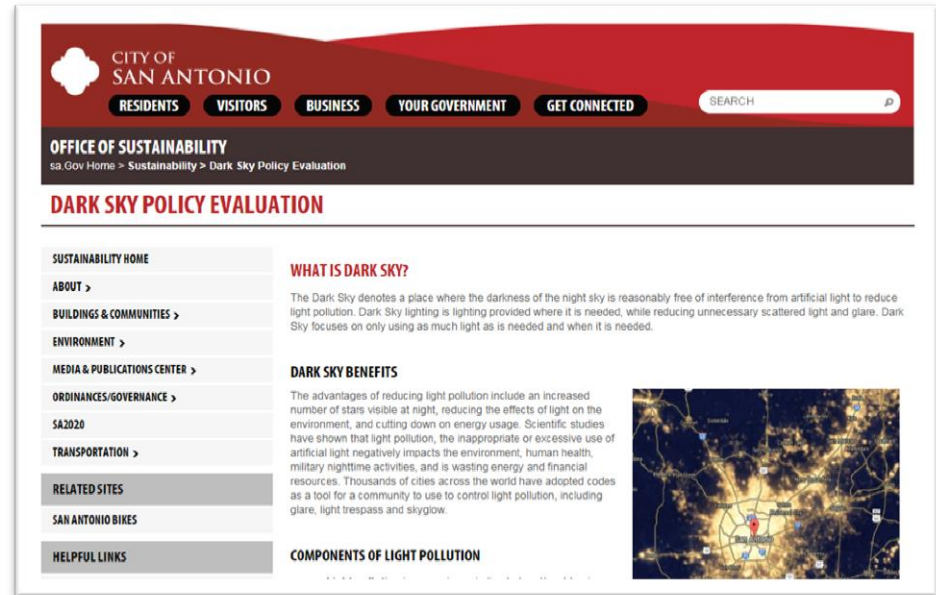 CITY OF
SAN ANTONIO
RESIDENTS VISITORS BUSINESS YOUR GOVERNMENT GET CONNECTED
SEARCH
OFFICE OF SUSTAINABILITY
sa.Gov Home > Sustainability > Dark Sky Policy Evaluation
DARK SKY POLICY EVALUATION
SUSTAINABILITY HOME
ABOUT >
BUILDINGS & COMMUNITIES >
ENVIRONMENT >
MEDIA & PUBLICATIONS CENTER >
ORDINANCES/GOVERNANCE >
SA2020
TRANSPORTATION >
RELATED SITES
SAN ANTONIO BIKES
HELPFUL LINKS
WHAT IS DARK SKY?
The Dark Sky denotes a place where the darkness of the night sky is reasonably free of interference from artificial light to reduce
light pollution. Dark Sky lighting is lighting provided where it is needed, while reducing unnecessary scattered light and glare. Dark
Sky focuses on only using as much light as is needed and when it is needed.
DARK SKY BENEFITS
The advantages of reducing light pollution include an increased
number of stars visible at night, reducing the effects of light on the
environment, and cutting down on energy usage. Scientific studies
have shown that light pollution, the inappropriate or excessive use of
artificial light negatively impacts the environment, human health,
military nighttime activities, and is wasting energy and financial
resources. Thousands of cities across the world have adopted codes
as a tool for a community to use to control light pollution, including
glare, light trespass and skyglow.
San Antonio
COMPONENTS OF LIGHT POLLUTION